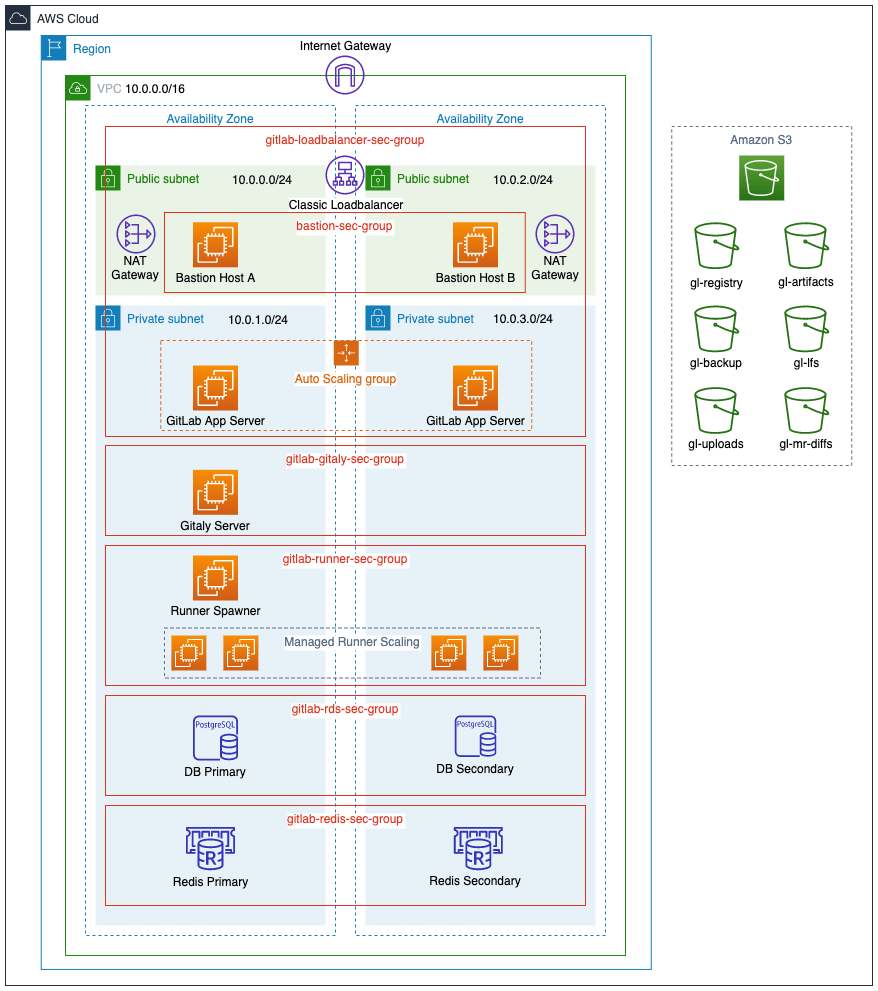 AWS Cloud
Region
Internet Gateway
VPC 10.0.0.0/16
Availability Zone
Availability Zone
gitlab-loadbalancer-sec-group
Public subnet
10.0.0.0/24
Public subnet
10.0.2.0/24
Classic Loadbalancer
bastion-sec-group
NAT
Gateway
Bastion Host A
Bastion Host B
NAT
Gateway
Private subnet
10.0.1.0/24
Private subnet
10.0.3.0/24
Auto Scaling group
GitLab App Server
GitLab App Server
gitlab-gitaly-sec-group
Gitaly Server
gitlab-runner-sec-group
Runner Spawner
Managed Runner Scaling
gitlab-rds-sec-group
PostgreSQL
DB Primary
PostgreSQL
DB Secondary
gitlab-redis-sec-group
R
Redis Primary
R
Redis Secondary
Amazon S3
gl-registry
gl-artifacts
gl-backup
gl-lfs
gl-uploads
gl-mr-diffs